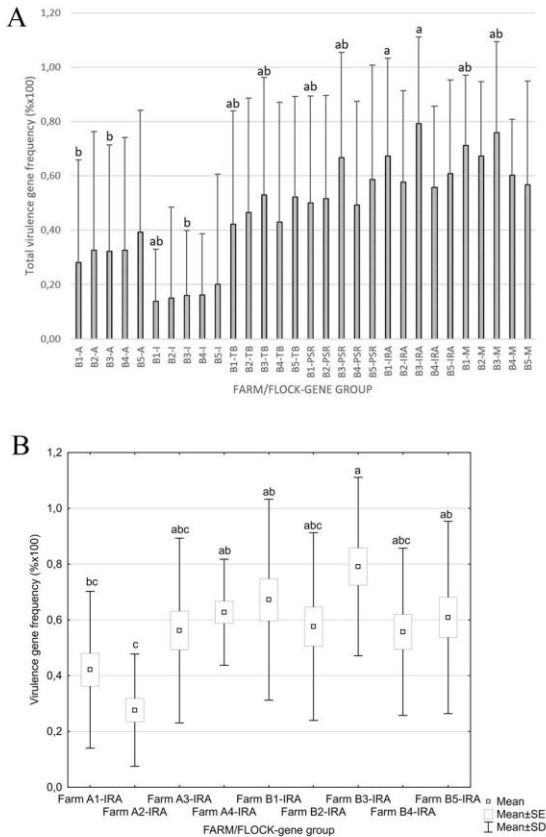 A
Total virulence gene frequency (%x100)
1,20
1,00
0,80
0,60
0,40
0,20
0,00
b
b
ab
b
ab
ab
ab
ab
a
a
ab
ab
B1-A
B2-A
B3-A
B4-A
B5-A
B1-I
B2-I
B3-I
B4-I
B5-I
B1-TB
B2-TB
B3-TB
B4-TB
B5-TB
B1-PSR
B2-PSR
B3-PSR
B4-PSR
B5-PSR
B1-IRA
B2-IRA
B3-IRA
B4-IRA
B5-IRA
B1-M
B2-M
B3-M
B4-M
B5-M
FARM/FLOCK-GENE GROUP
B
Virulence gene frequency (%x100)
1,2
1,0
0,8
0,6
0,4
0,2
0,0
bc
c
abc
ab
ab
abc
a
abc
ab
Farm A1-IRA
Farm A2-IRA
Farm A3-IRA
Farm A4-IRA
Farm B1-IRA
Farm B2-IRA
Farm B3-IRA
Farm B4-IRA
Farm B5-IRA
FARM/FLOCK-gene group
Mean
Mean±SE
Mean±SD